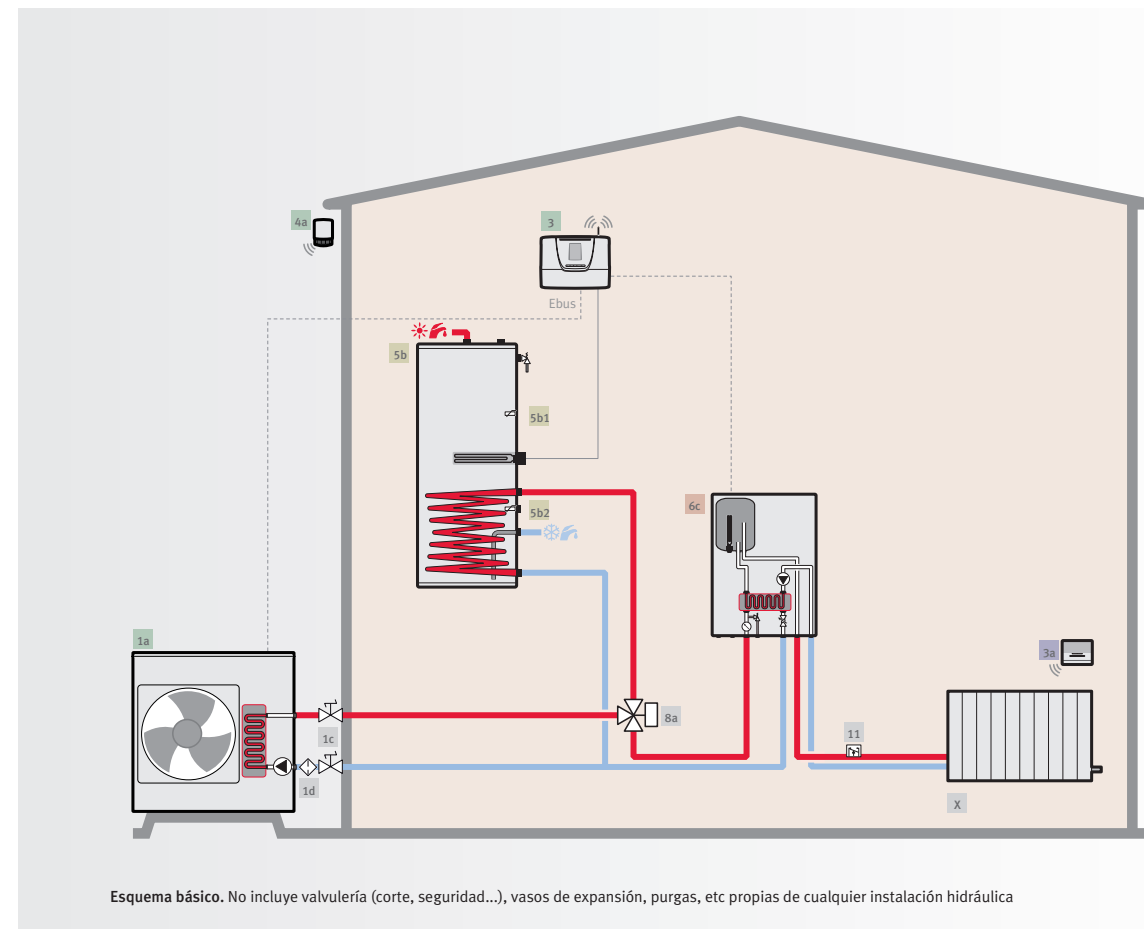 4a
3
Ebus
5b
5b1
5b2
6c
1a
3a
8a
1c
11
1d
X
Esquema básico. No incluye valvulería (corte, seguridad...), vasos de expansión, purgas, etc propias de cualquier instalación hidráulica